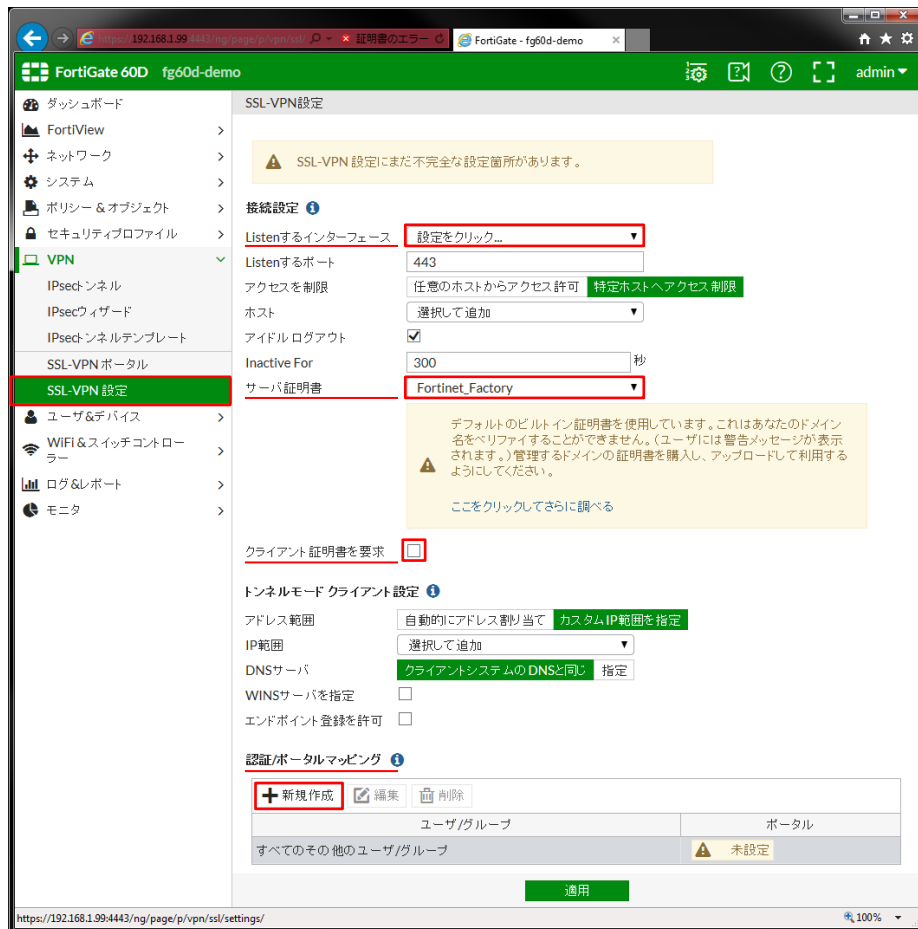 https://192.168.1.99:4443/ng/page/p/vpn/ssl/
証明書のエラー
FortiGate - fg60d-demo
FortiGate 60D fg60d-demo
admin
ダッシュボード
FortiView
ネットワーク
システム
ポリシー & オブジェクト
セキュリティプロファイル
VPN
IPsecトンネル
IPsecウィザード
IPsecトンネルテンプレート
SSL-VPN ポータル
SSL-VPN 設定
ユーザ&デバイス
WiFi & スイッチコントロー
ラー
ログ&レポート
モニタ
SSL-VPN設定
SSL-VPN 設定にまだ不完全な設定箇所があります。
接続設定
Listenするインターフェース 設定をクリック...
Listenするポート 443
アクセスを制限 任意のホストからアクセス許可 特定ホストへアクセス制限
ホスト 選択して追加
アイドルログアウト
Inactive For 300 秒
サーバ証明書 Fortinet_Factory
デフォルトのビルトイン証明書を使用しています。これはあなたのドメイン
名をベリファイすることができません。(ユーザには警告メッセージが表示
されます。)管理するドメインの証明書を購入し、アップロードして利用する
ようにしてください。
ここをクリックしてさらに調べる
クライアント証明書を要求
トンネルモード クライアント設定
アドレス範囲 自動的にアドレス割り当て カスタムIP範囲を指定
IP範囲 選択して追加
DNSサーバ クライアントシステムのDNSと同じ 指定
WINSサーバを指定
エンドポイント登録を許可
認証/ポータルマッピング
新規作成 編集 削除
ユーザ/グループ ポータル
すべてのその他のユーザ/グループ 未設定
適用
https://192.168.1.99:4443/ng/page/p/vpn/ssl/settings/
100%